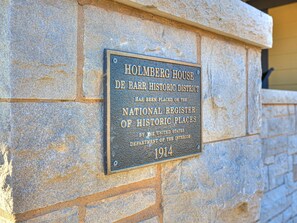 HOLMBERG HOUSE
DE BARR HISTORIC DISTRICT
HAS BEEN PLACED ON THE
NATIONAL REGISTER
OF HISTORIC PLACES
BY THE UNITED STATES
DEPARTMENT OF THE INTERIOR
1914